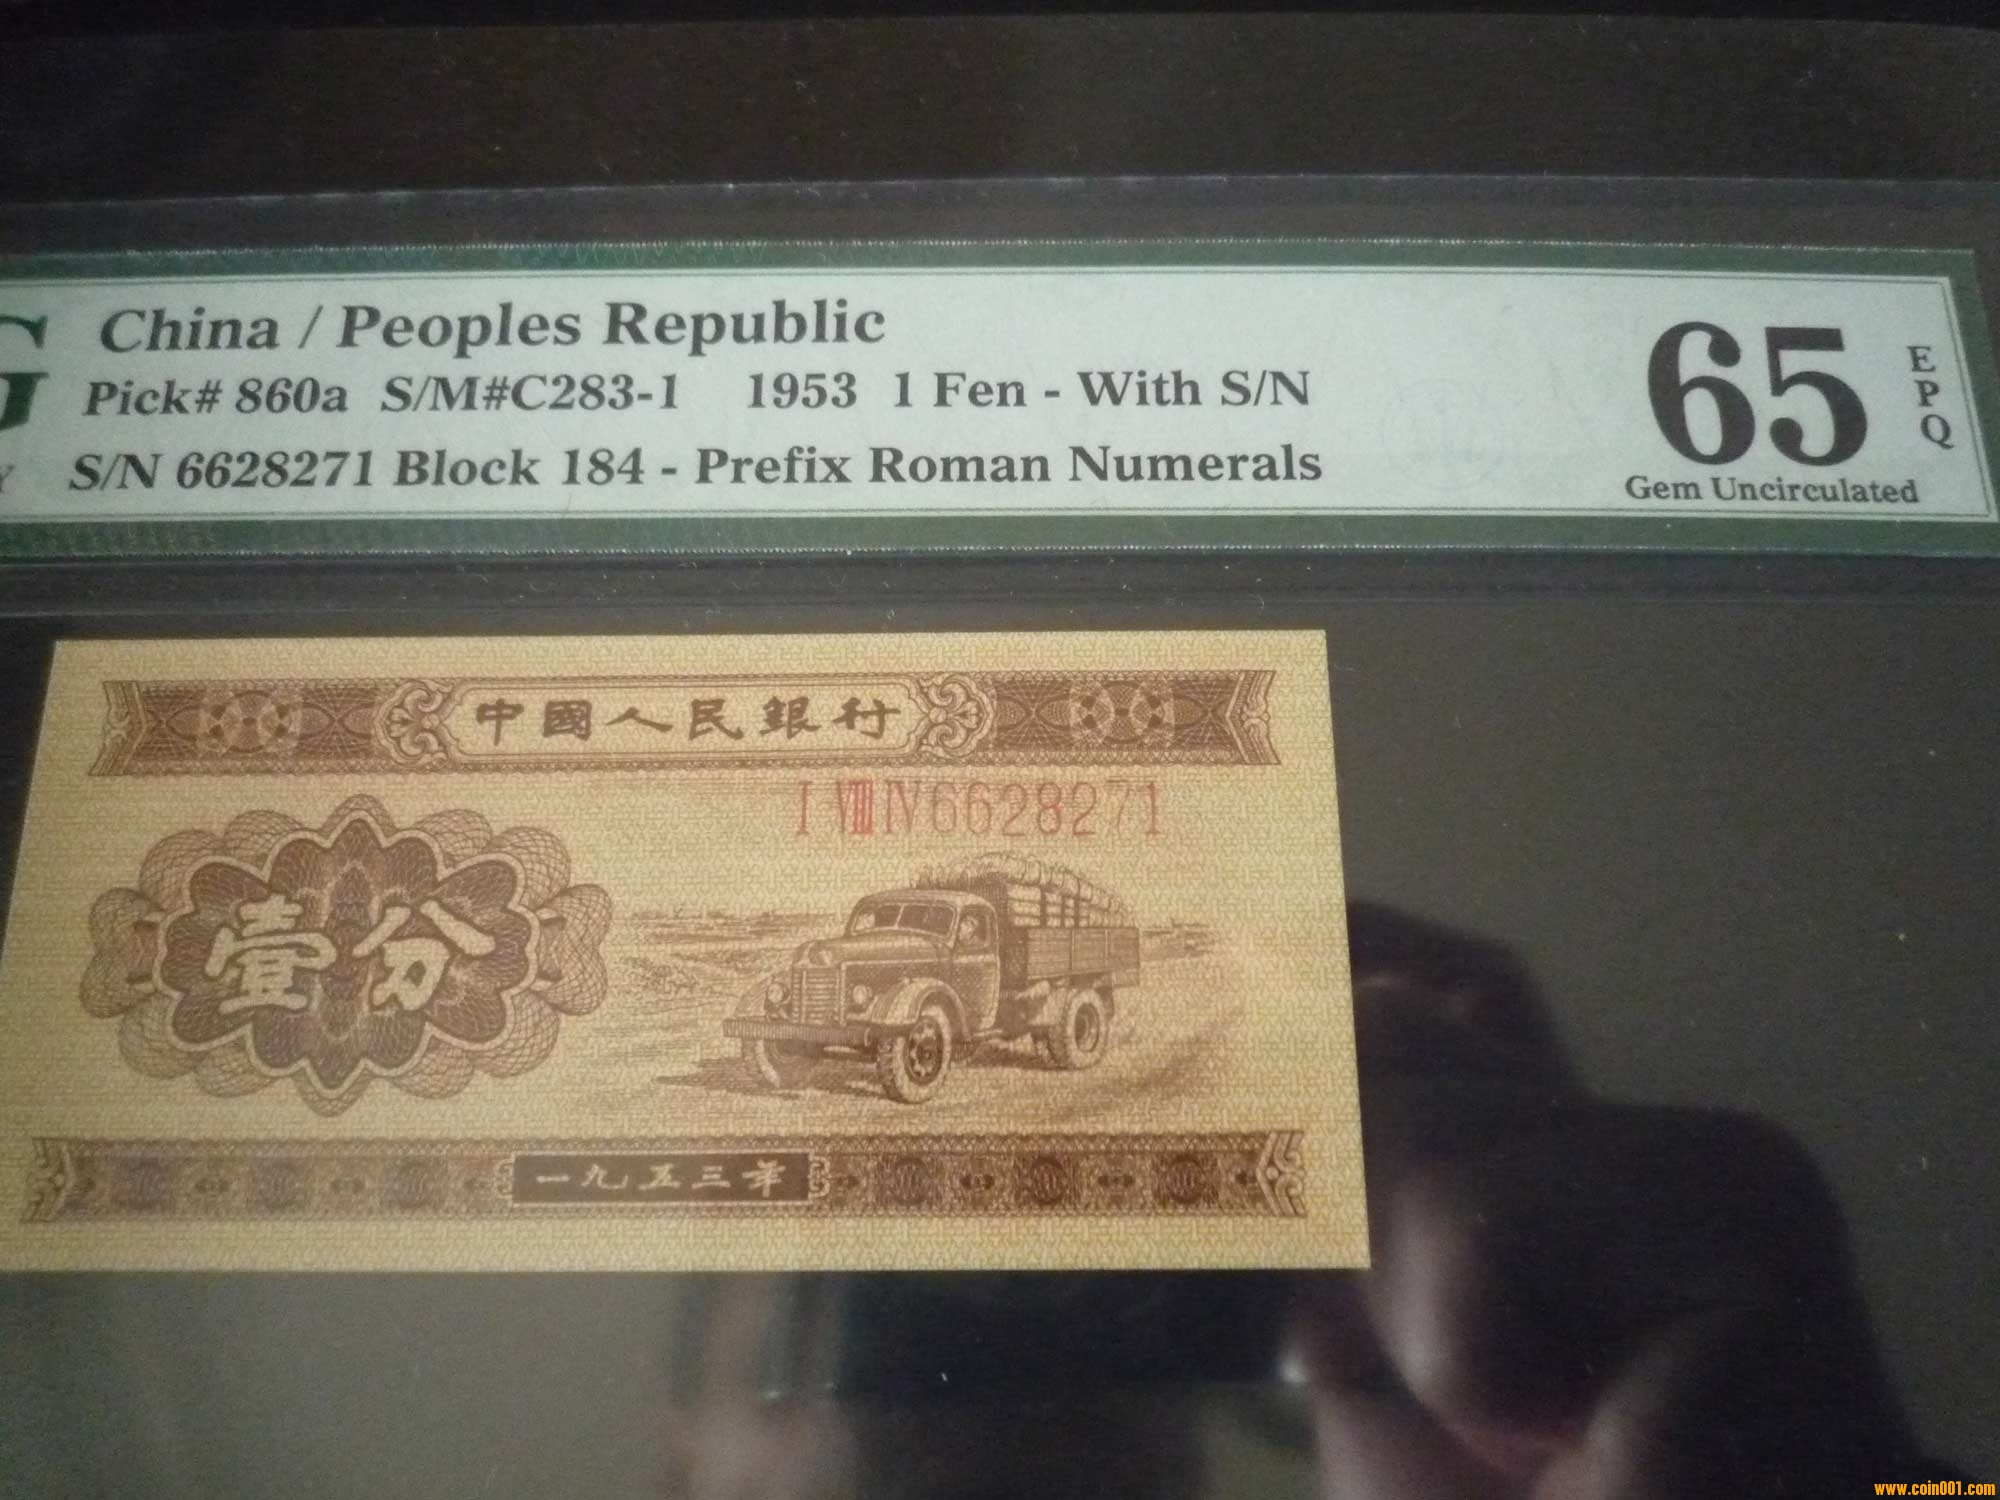 G
China / Peoples Republic
Pick# 860a S/M#C283-1 1953 1 Fen - With S/N
S/N 6628271 Block 184 - Prefix Roman Numerals
65
EPQ
Gem Uncirculated
Y
中國人民銀行
I VIII IV 6628271
壹分
一九五三年
www.coin001.com